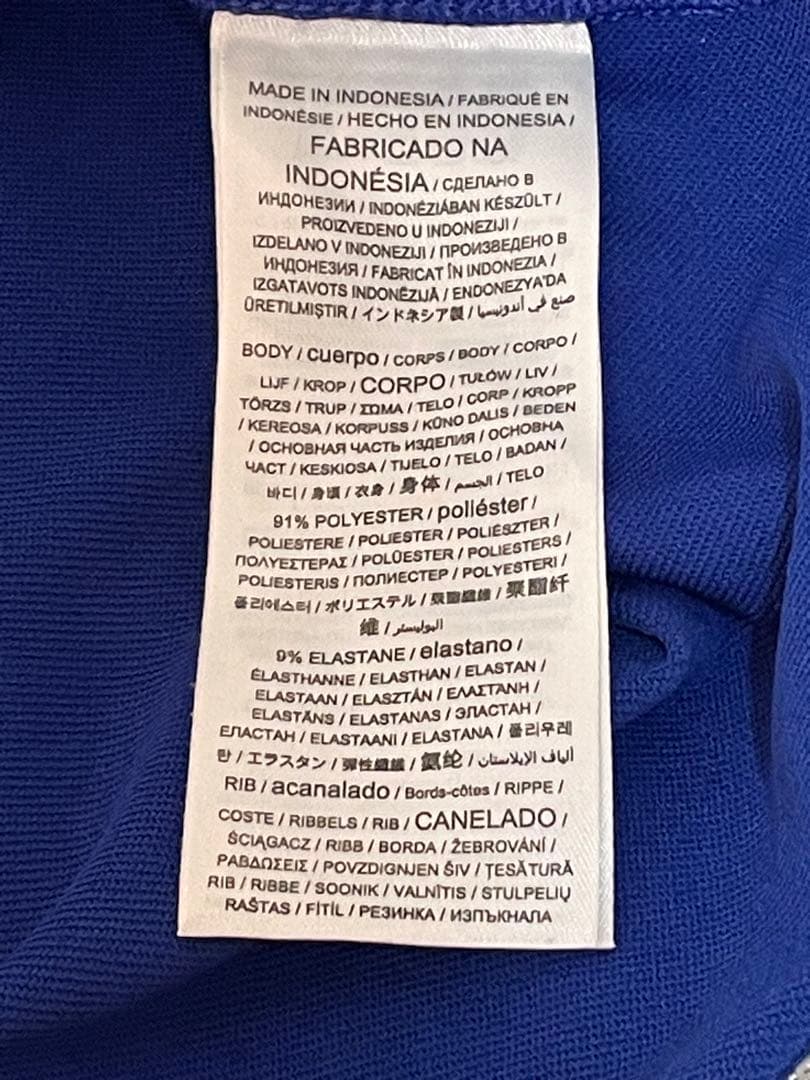 MADE IN INDONESIA / FABRIQUÉ EN
INDONÉSIE / HECHO EN INDONESIA /
FABRICADO NA
INDONÉSIA / СДЕЛАНО В
ИНДОНЕЗИИ / INDONÉZIÁBAN KÉSZÜLT /
PROIZVEDENO U INDONEZIJI /
IZDELANO V INDONEZIJI / ПРОИЗВЕДЕНО В
ИНДОНЕЗИЯ / FABRICAT ÎN INDONEZIA /
IZGATAVOTS INDONĒZIJĀ / ENDONEZYA'DA
ÜRETILMIŞTIR / インドネシア製 / صنع في أندونيسيا
BODY / cuerpo / CORPS / BODY / CORPO /
LIJF / KROP / CORPO / TUŁÓW / LIV /
TÖRZS / TRUP / ΣΩΜΑ / TELO / CORP / KROPP
/ KEREOSA / KORPUSS / KŪNO DALIS / BEDEN
/ ОСНОВНАЯ ЧАСТЬ ИЗДЕЛИЯ / ОСНОВНА
ЧАСТ / KESKIOSA / TIJELO / TELO / BADAN /
바디 / 身頃 / 衣身 / 身体 / الجسم / TELO
91% POLYESTER / poliéster /
POLIESTERE / POLIESTER / POLIÉSZTER /
ΠΟΛΥΕΣΤΕΡΑΣ / POLÜESTER / POLIESTERS /
POLIESTERIS / ПОЛИЕСТЕР / POLYESTERI /
폴리에스터 / ポリエステル / 聚酯纖維 / 聚酯纤
维 / البوليستر
9% ELASTANE / elastano /
ÉLASTHANNE / ELASTHAN / ELASTAN /
ELASTAAN / ELASZTÁN / ΕΛΑΣΤΑΝΗ /
ELASTĀNS / ELASTANAS / ЭЛАСТАН /
ЕЛАСТАН / ELASTAANI / ELASTANA / 폴리우레
탄 / エラスタン / 彈性纖維 / 氨纶 / ألياف الإيلاستان
RIB / acanalado / Bords-côtes / RIPPE /
COSTE / RIBBELS / RIB / CANELADO /
ŚCIĄGACZ / RIBB / BORDA / ŽEBROVÁNÍ /
ΡΑΒΔΩΣΕΙΣ / POVZDIGNJEN ŠIV / ȚESĂTURĂ
RIB / RIBBE / SOONIK / VALNĪTIS / STULPELIŲ
RAŠTAS / FİTİL / РЕЗИНКА / ИЗПЪКНАЛА